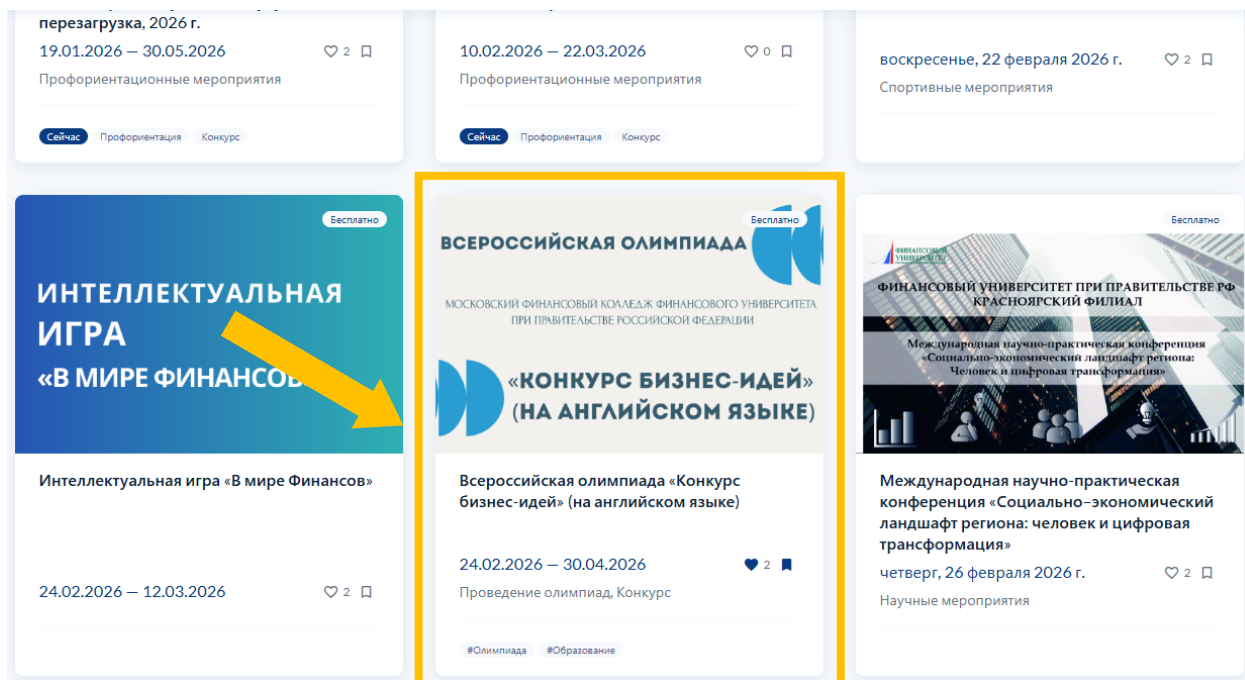 перезагрузка, 2026 г.
19.01.2026 — 30.05.2026
2
Профориентационные мероприятия
Сейчас Профориентация Конкурс
10.02.2026 — 22.03.2026
0
Профориентационные мероприятия
Сейчас Профориентация Конкурс
воскресенье, 22 февраля 2026 г.
2
Спортивные мероприятия
Бесплатно
ИНТЕЛЛЕКТУАЛЬНАЯ
ИГРА
«В МИРЕ ФИНАНСОВ
Интеллектуальная игра «В мире Финансов»
24.02.2026 — 12.03.2026
2
Бесплатно
ВСЕРОССИЙСКАЯ ОЛИМПИАДА
МОСКОВСКИЙ ФИНАНСОВЫЙ КОЛЛЕДЖ ФИНАНСОВОГО УНИВЕРСИТЕТА
ПРИ ПРАВИТЕЛЬСТВЕ РОССИЙСКОЙ ФЕДЕРАЦИИ
«КОНКУРС БИЗНЕС-ИДЕЙ»
(НА АНГЛИЙСКОМ ЯЗЫКЕ)
Всероссийская олимпиада «Конкурс
бизнес-идей» (на английском языке)
24.02.2026 — 30.04.2026
2
Проведение олимпиад, Конкурс
#Олимпиада #Образование
Бесплатно
ФИНАНСОВЫЙ
УНИВЕРСИТЕТ
ФИНАНСОВЫЙ УНИВЕРСИТЕТ ПРИ ПРАВИТЕЛЬСТВЕ РФ
КРАСНОЯРСКИЙ ФИЛИАЛ
Международная научно-практическая конференция
«Социально-экономический ландшафт региона:
Человек и цифровая трансформация»
Международная научно-практическая
конференция «Социально–экономический
ландшафт региона: человек и цифровая
трансформация»
четверг, 26 февраля 2026 г.
2
Научные мероприятия